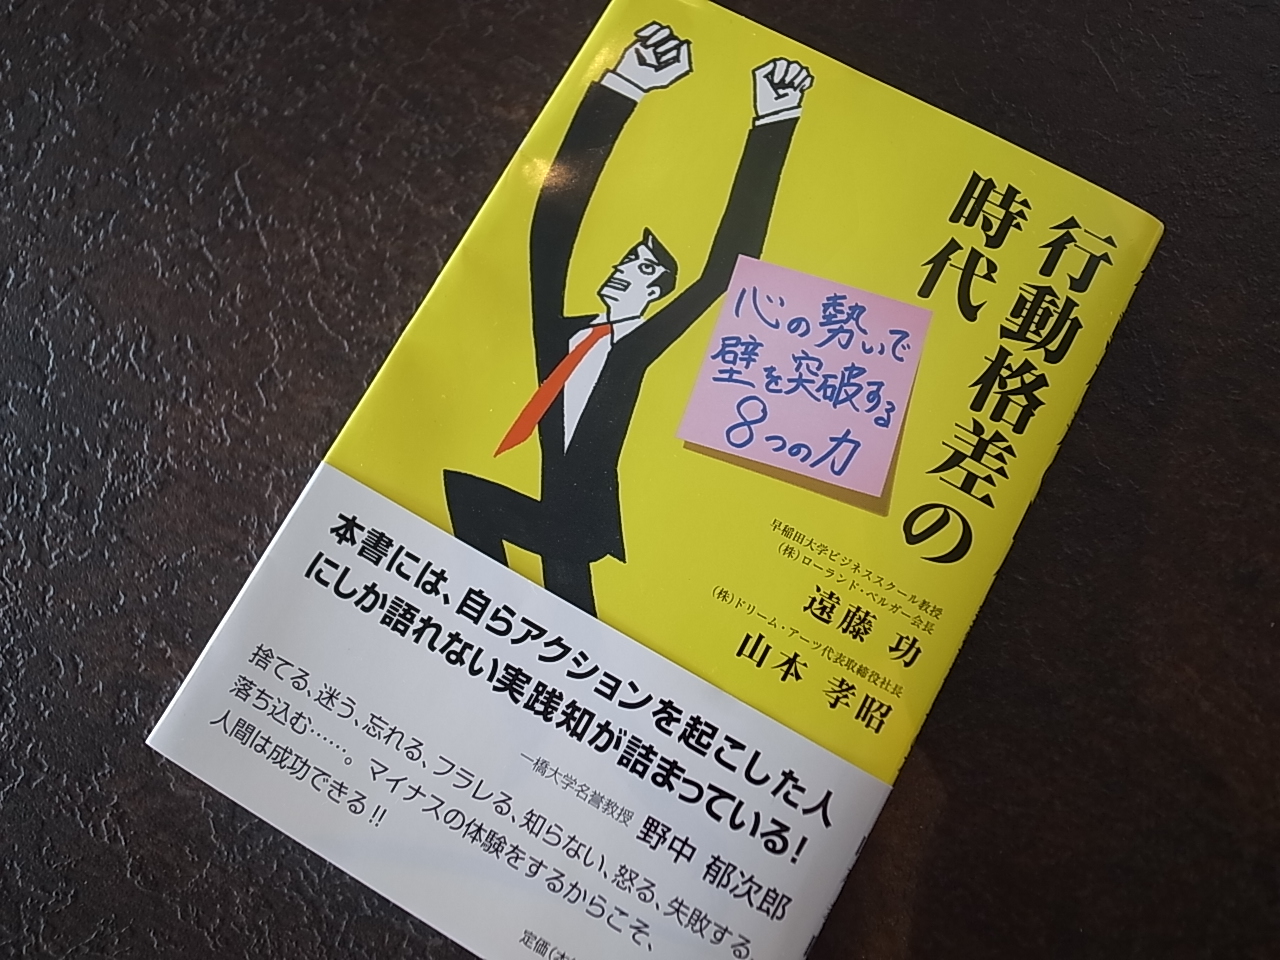 行動格差の
時代
心の勢いで
壁を突破する
8つの力
早稲田大学ビジネススクール教授
(株)ローランド・ベルガー会長
遠藤 功
(株)ドリーム・アーツ代表取締役社長
山本 孝昭
本書には、自らアクションを起こした人
にしか語れない実践知が詰まっている!
一橋大学名誉教授 野中 郁次郎
捨てる、迷う、忘れる、フラレる、知らない、怒る、失敗する、
落ち込む……。マイナスの体験をするからこそ、
人間は成功できる!!
定価(本